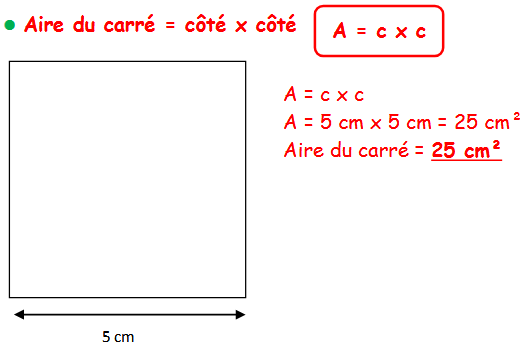 • Aire du carré = côté x côté
A = c x c
A = c x c
A = 5 cm x 5 cm = 25 cm²
Aire du carré = 25 cm²
5 cm